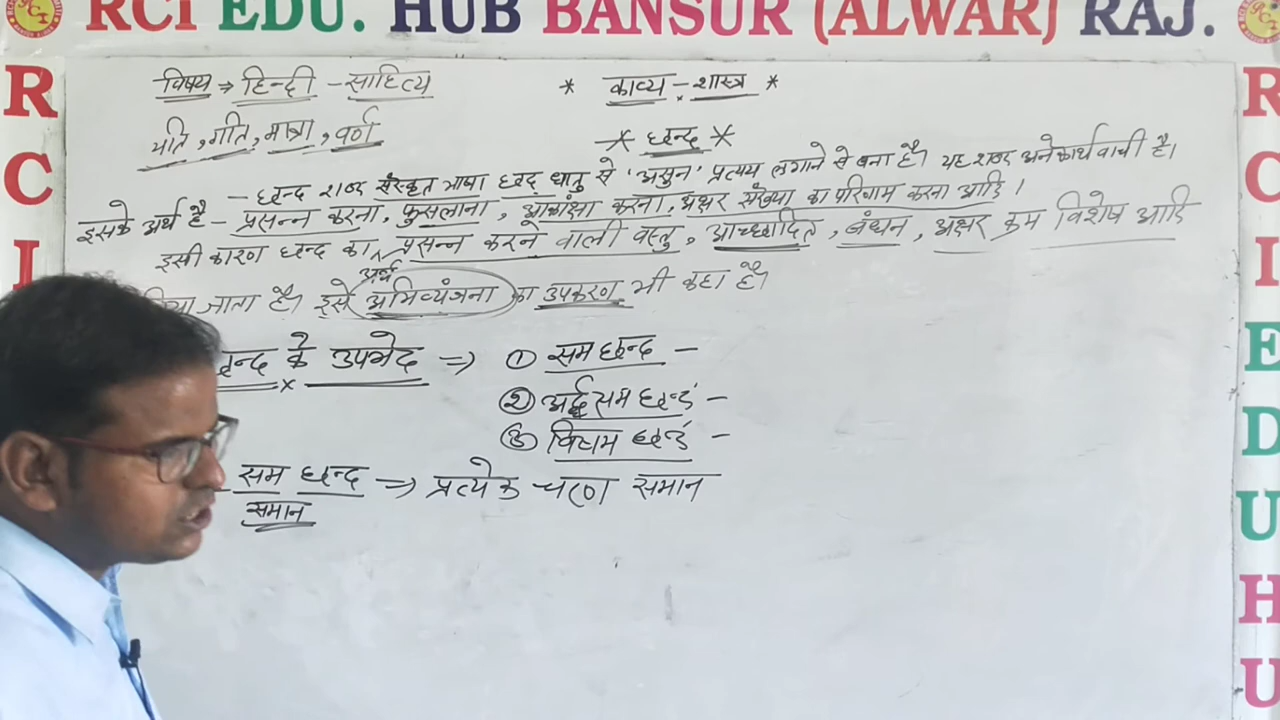 RCI EDU. HUB BANSUR (ALWAR) RAJ.
विषय → हिन्दी - साहित्य
* काव्य - शास्त्र *
यति, गति, मात्रा, वर्ण
* छन्द *
- छन्द शब्द संस्कृत भाषा छद् धातु से 'असुन' प्रत्यय लगाने से बना है। यह शब्द अनेकार्थवाची है।
इसके अर्थ है - प्रसन्न करना, फुसलाना, आकांक्षा करना, अक्षर संख्या का परिणाम करना आदि।
इसी कारण छन्द का प्रसन्न करने वाली वस्तु, आच्छादित, बंधन, अक्षर क्रम विशेष आदि
अर्थ
जाता है। इसे अभिव्यंजना का उपकरण भी कहा है।
छन्द के उपभेद ⇒ ① सम छन्द -
② अर्द्धसम छन्द -
③ विषम छन्द -
सम छन्द ⇒ प्रत्येक चरण समान
समान
R
C
I
R
C
I
E
D
U
H
U